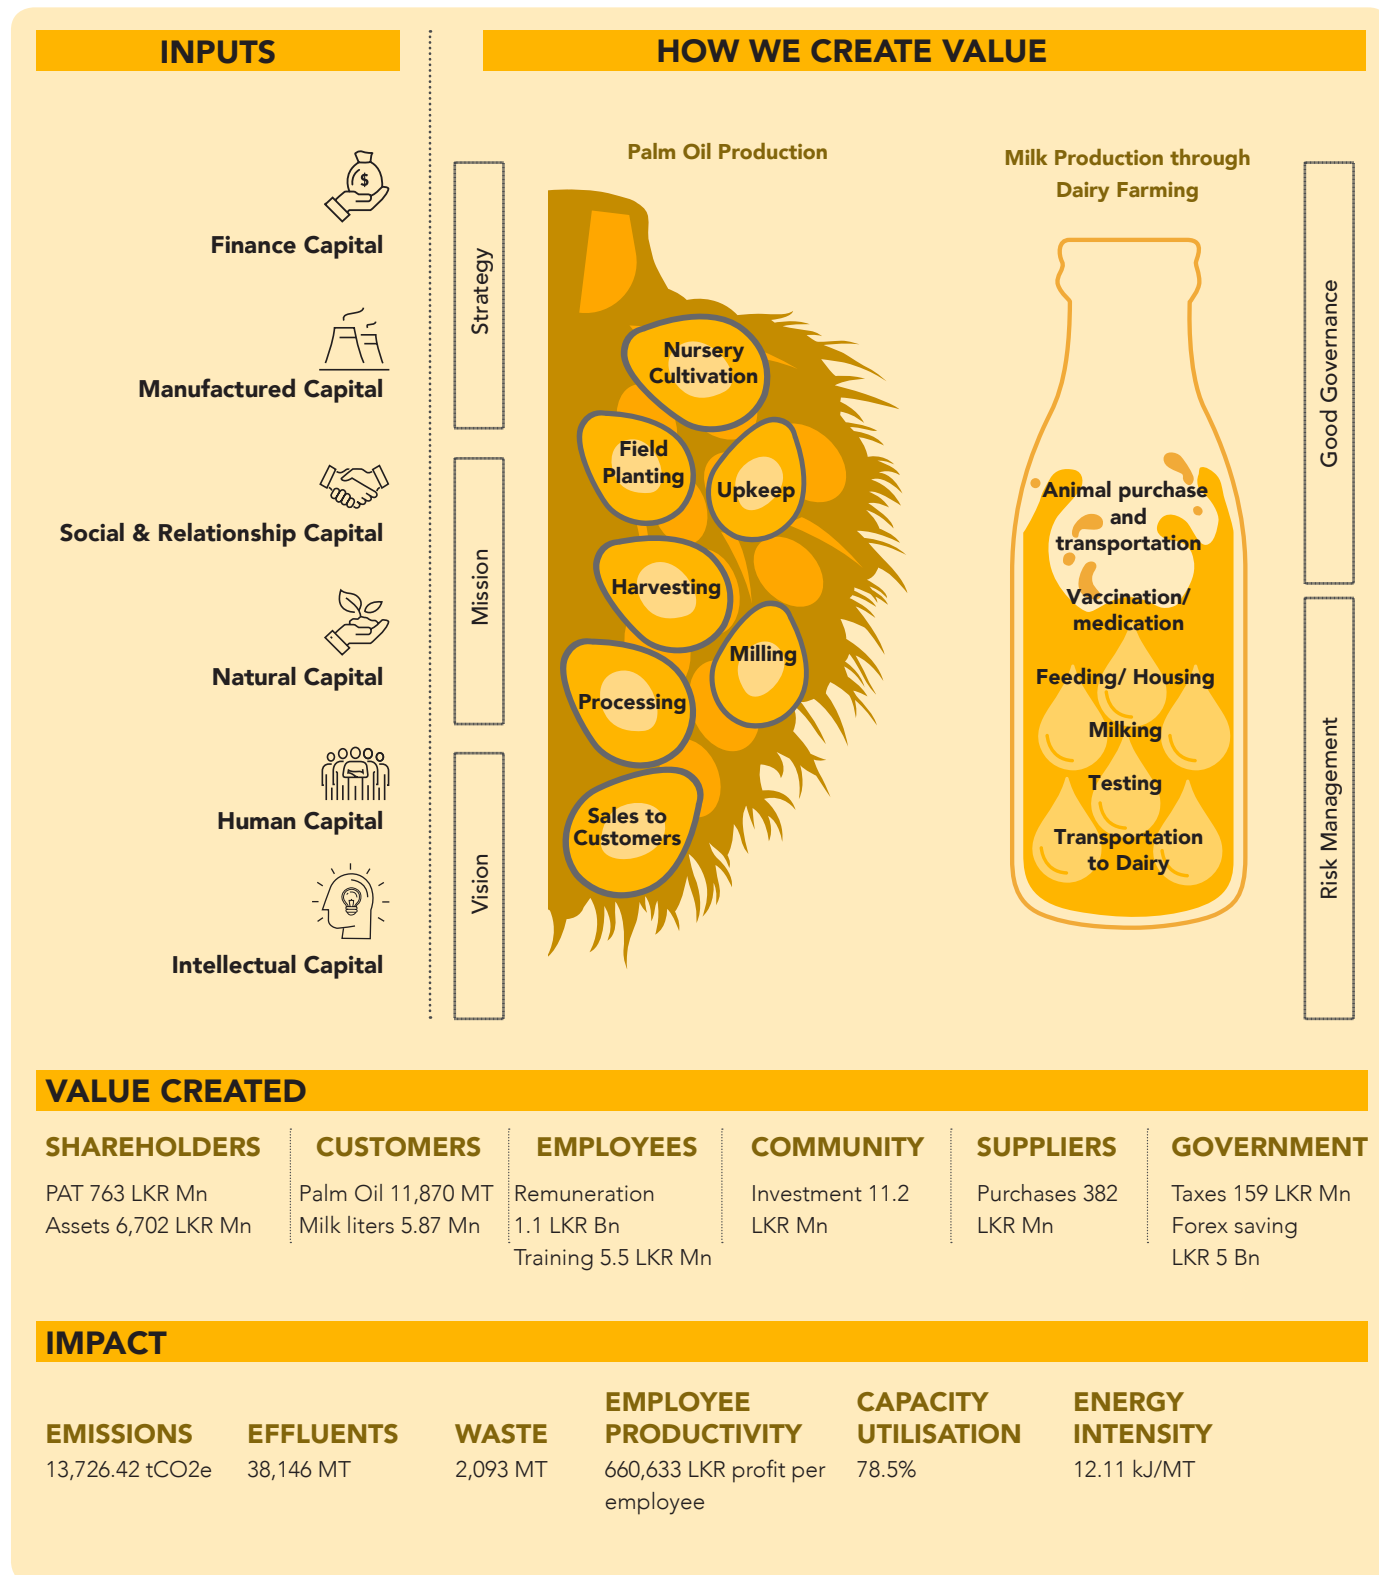 INPUTS
HOW WE CREATE VALUE
$
Finance Capital
Manufactured Capital
Social & Relationship Capital
Natural Capital
Human Capital
Intellectual Capital
Strategy
Mission
Vision
Palm Oil Production
Nursery
Cultivation
Field
Planting
Upkeep
Harvesting
Milling
Processing
Sales to
Customers
Milk Production through
Dairy Farming
Animal purchase
and
transportation
Vaccination/
medication
Feeding/ Housing
Milking
Testing
Transportation
to Dairy
Good Governance
Risk Management
VALUE CREATED
SHAREHOLDERS
PAT 763 LKR Mn
Assets 6,702 LKR Mn
CUSTOMERS
Palm Oil 11,870 MT
Milk liters 5.87 Mn
EMPLOYEES
Remuneration
1.1 LKR Bn
Training 5.5 LKR Mn
COMMUNITY
Investment 11.2
LKR Mn
SUPPLIERS
Purchases 382
LKR Mn
GOVERNMENT
Taxes 159 LKR Mn
Forex saving
LKR 5 Bn
IMPACT
EMISSIONS
13,726.42 tCO2e
EFFLUENTS
38,146 MT
WASTE
2,093 MT
EMPLOYEE
PRODUCTIVITY
660,633 LKR profit per
employee
CAPACITY
UTILISATION
78.5%
ENERGY
INTENSITY
12.11 kJ/MT